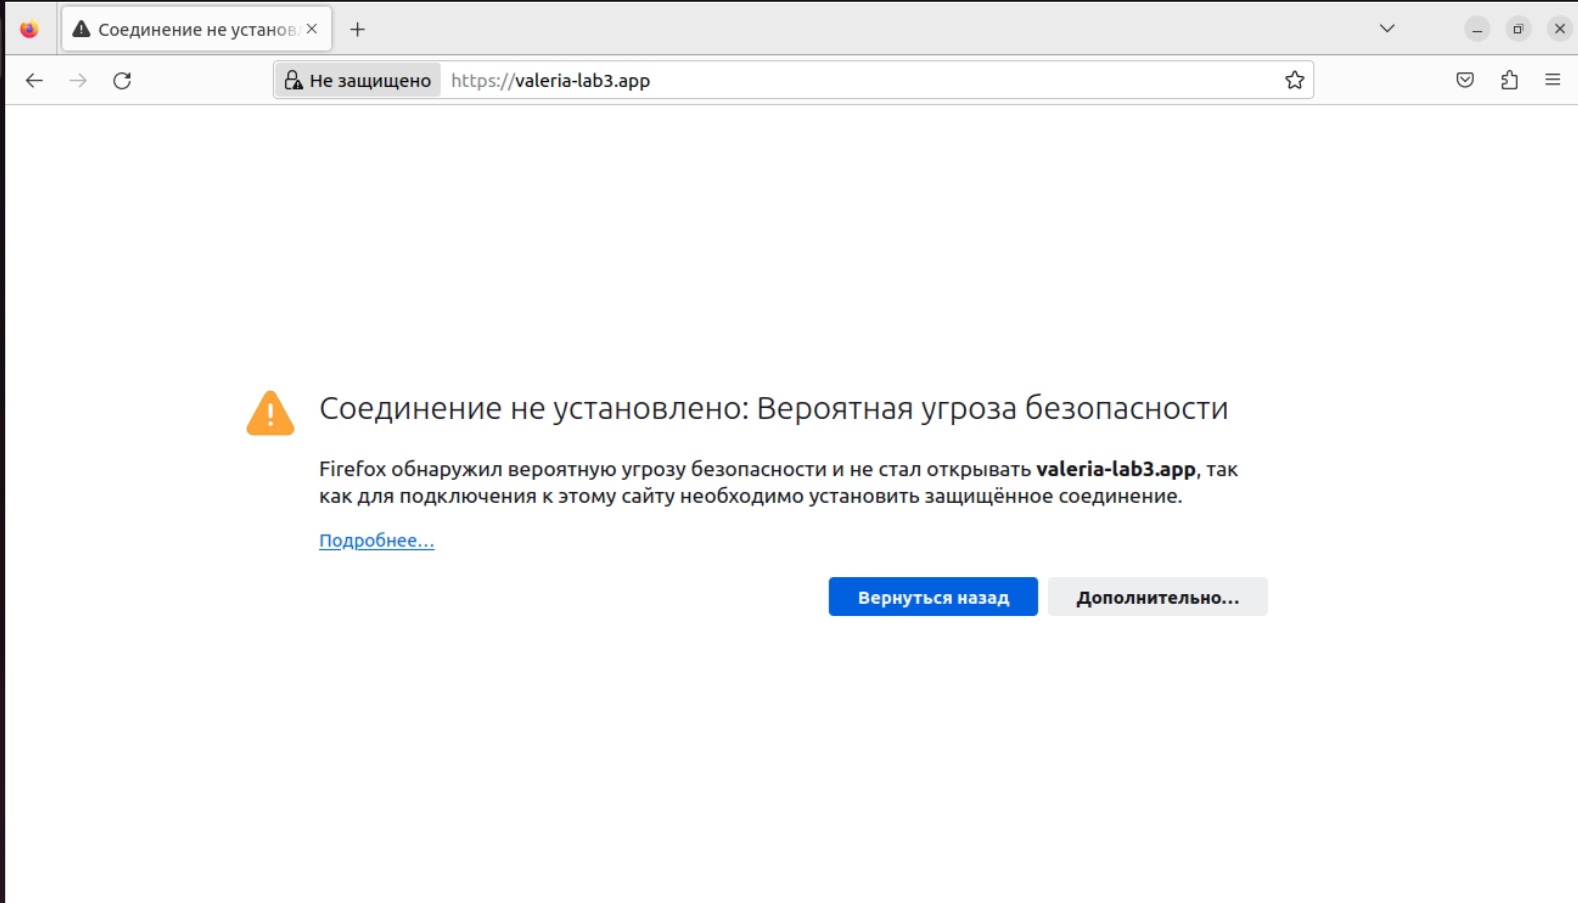 Соединение не установ
Не защищено https://valeria-lab3.app
Соединение не установлено: Вероятная угроза безопасности
Firefox обнаружил вероятную угрозу безопасности и не стал открывать valeria-lab3.app, так
как для подключения к этому сайту необходимо установить защищённое соединение.
Подробнее...
Вернуться назад Дополнительно...